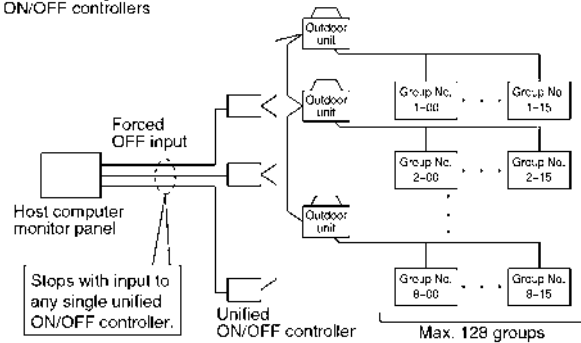 ON/OFF controllers
Outdoor
unit
Group No.
1-00
Group No.
1-15
Outdoor
unit
Forced
OFF input
Group No.
2-00
Group No.
2-15
Host computer
monitor panel
Outdoor
unit
Stops with input to
any single unified
ON/OFF controller.
Group No.
8-00
Group No.
8-15
Unified
ON/OFF controller
Max. 128 groups